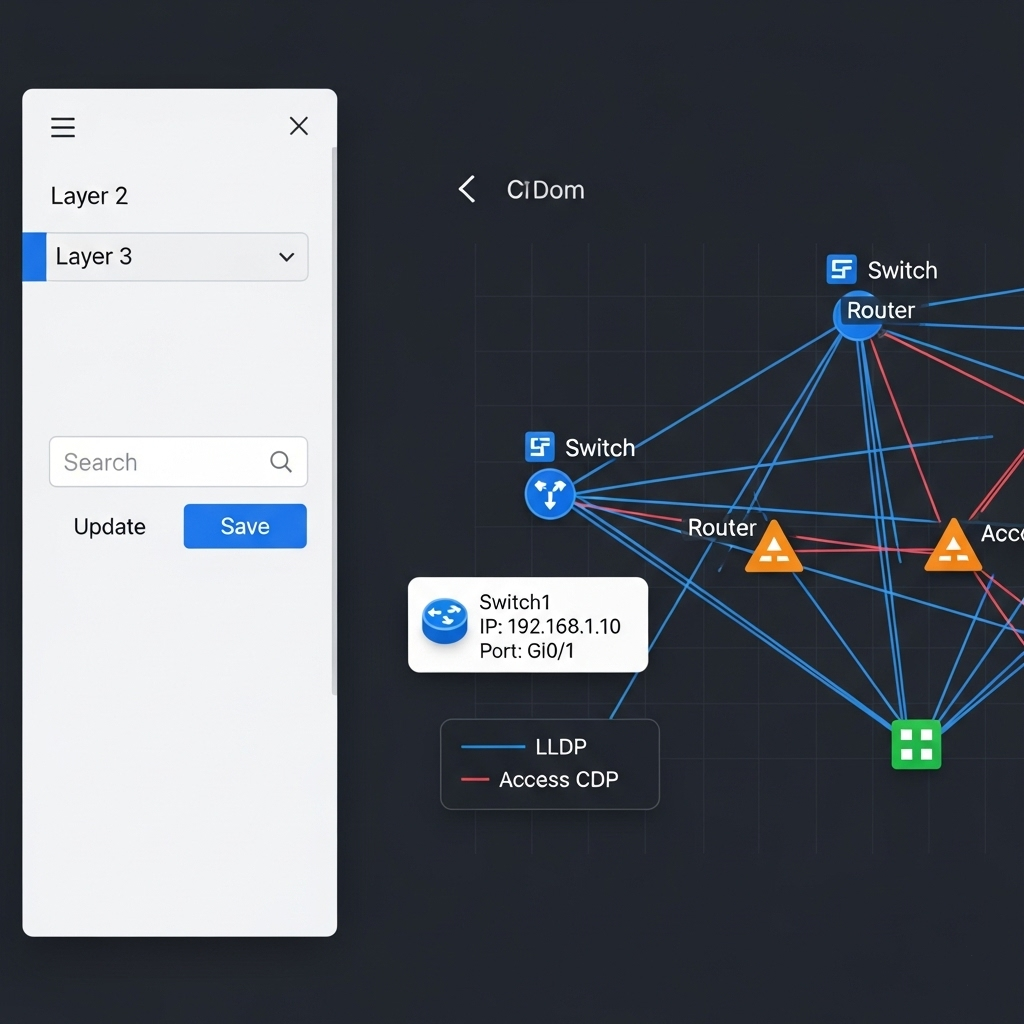 Layer 2
Layer 3
Search
Update
Save
Switch
Router
Switch
Router
Acc
Switch1
IP: 192.168.1.10
Port: Gi0/1
LLDP
Access CDP